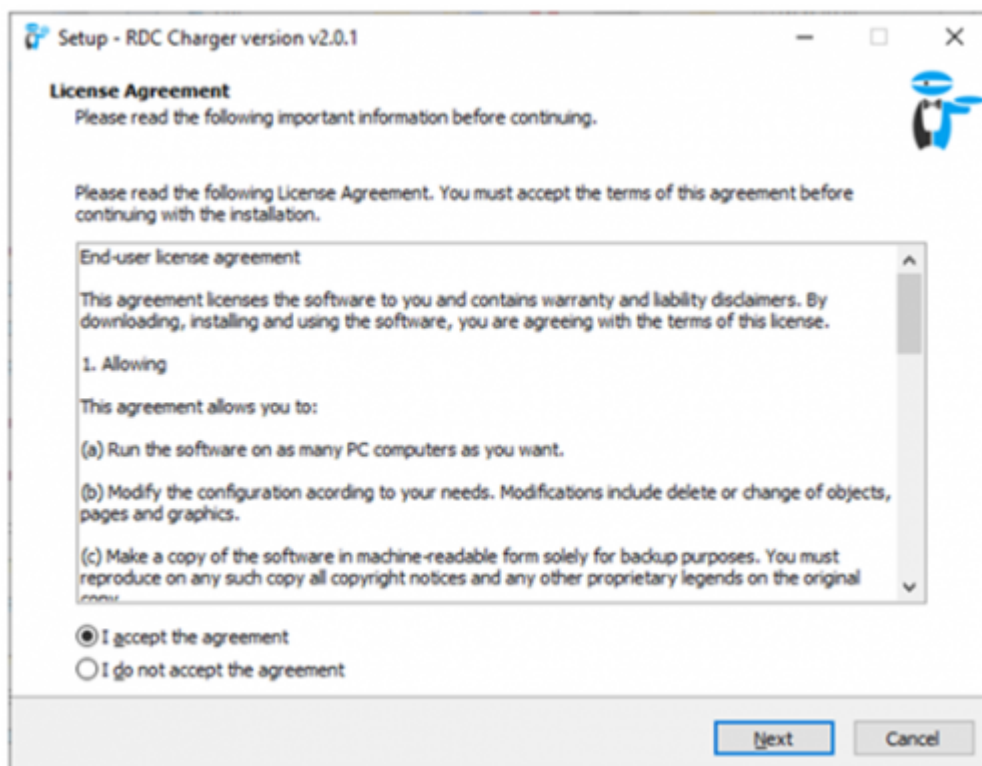 Setup - RDC Charger version v2.0.1
License Agreement
Please read the following important information before continuing.
Please read the following License Agreement. You must accept the terms of this agreement before
continuing with the installation.
End-user license agreement
This agreement licenses the software to you and contains warranty and liability disclaimers. By
downloading, installing and using the software, you are agreeing with the terms of this license.
1. Allowing
This agreement allows you to:
(a) Run the software on as many PC computers as you want.
(b) Modify the configuration acording to your needs. Modifications include delete or change of objects,
pages and graphics.
(c) Make a copy of the software in machine-readable form solely for backup purposes. You must
reproduce on any such copy all copyright notices and any other proprietary legends on the original
copy.
I accept the agreement
I do not accept the agreement
Next
Cancel